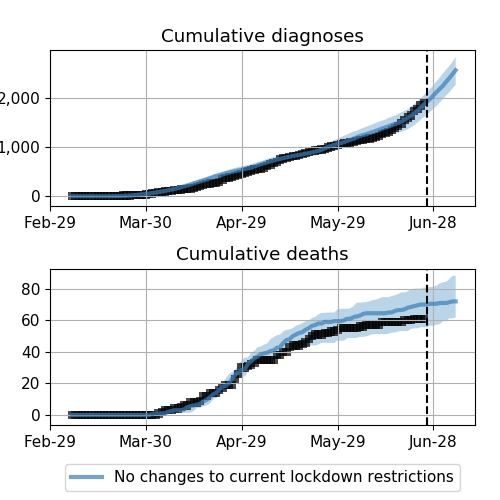 Cumulative diagnoses
2,000
1,000
0
Feb-29 Mar-30 Apr-29 May-29 Jun-28
Cumulative deaths
80
60
40
20
0
Feb-29 Mar-30 Apr-29 May-29 Jun-28
No changes to current lockdown restrictions